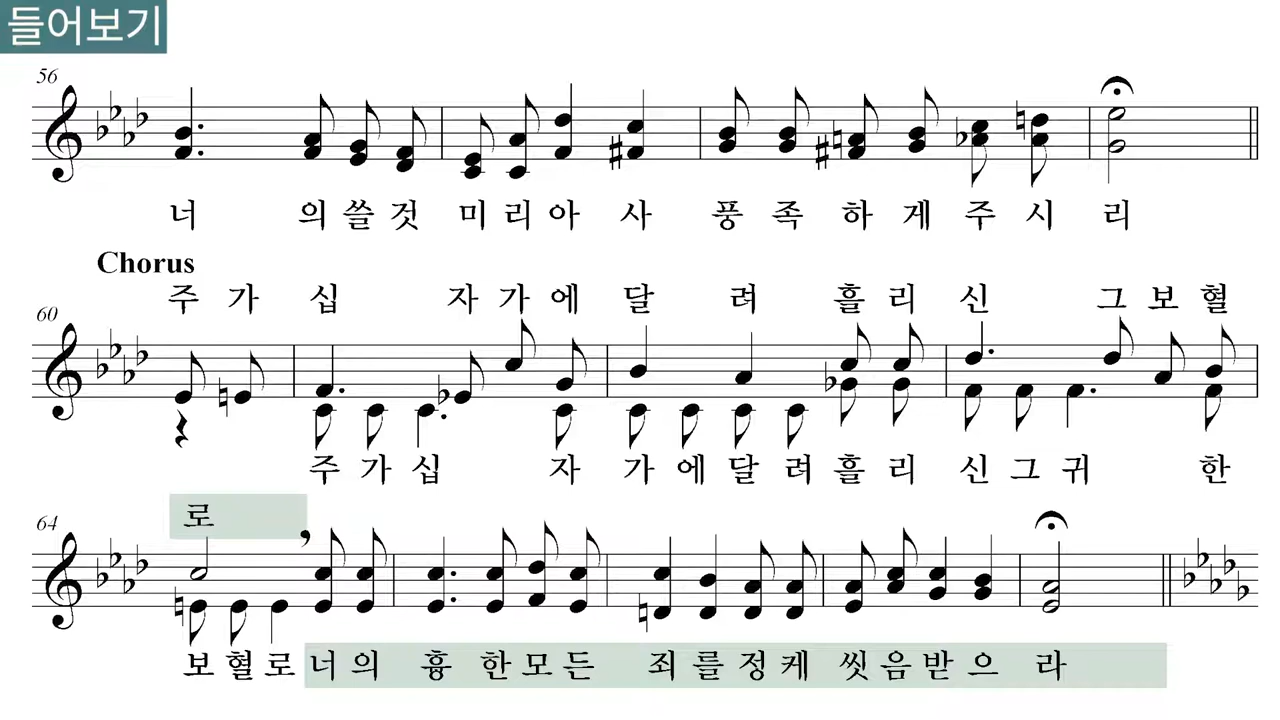 들어보기
56
너 의 쓸 것 미 리 아 사 풍 족 하 게 주 시 리
Chorus
주 가 십 자 가 에 달 려 흘 리 신 그 보 혈
60
주 가 십 자 가 에 달 려 흘 리 신 그 귀 한
로
64
보 혈 로 너 의 흉 한 모 든 죄 를 정 케 씻 음 받 으 라